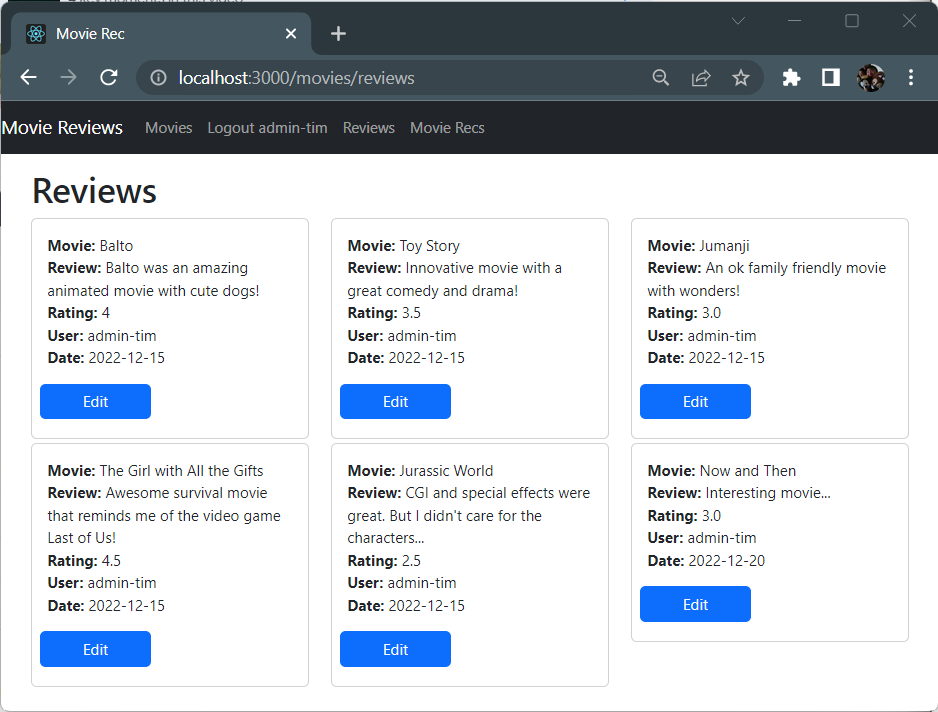 Movie Rec
localhost:3000/movies/reviews
Movie Reviews Movies Logout admin-tim Reviews Movie Recs
Reviews
Movie: Balto
Review: Balto was an amazing
animated movie with cute dogs!
Rating: 4
User: admin-tim
Date: 2022-12-15
Edit
Movie: Toy Story
Review: Innovative movie with a
great comedy and drama!
Rating: 3.5
User: admin-tim
Date: 2022-12-15
Edit
Movie: Jumanji
Review: An ok family friendly movie
with wonders!
Rating: 3.0
User: admin-tim
Date: 2022-12-15
Edit
Movie: The Girl with All the Gifts
Review: Awesome survival movie
that reminds me of the video game
Last of Us!
Rating: 4.5
User: admin-tim
Date: 2022-12-15
Edit
Movie: Jurassic World
Review: CGI and special effects were
great. But I didn't care for the
characters...
Rating: 2.5
User: admin-tim
Date: 2022-12-15
Edit
Movie: Now and Then
Review: Interesting movie...
Rating: 3.0
User: admin-tim
Date: 2022-12-20
Edit